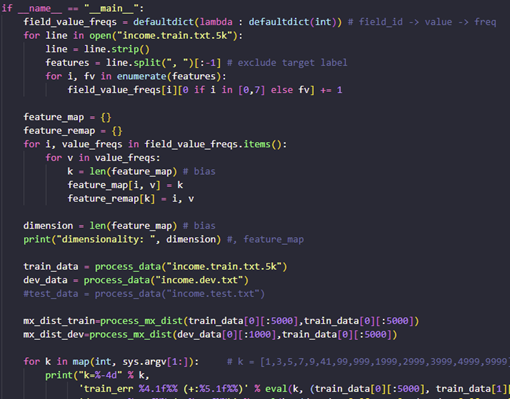 if __name__ == "__main__":
    field_value_freqs = defaultdict(lambda : defaultdict(int)) # field_id -> value -> freq
    for line in open("income.train.txt.5k"):
        line = line.strip()
        features = line.split(", ")[:-1] # exclude target label
        for i, fv in enumerate(features):
            field_value_freqs[i][0 if i in [0,7] else fv] += 1

    feature_map = {}
    feature_remap = {}
    for i, value_freqs in field_value_freqs.items():
        for v in value_freqs:
            k = len(feature_map) # bias
            feature_map[i, v] = k
            feature_remap[k] = i, v

    dimension = len(feature_map) # bias
    print("dimensionality: ", dimension) #, feature_map

    train_data = process_data("income.train.txt.5k")
    dev_data = process_data("income.dev.txt")
    #test_data = process_data("income.test.txt")

    mx_dist_train=process_mx_dist(train_data[0][:5000],train_data[0][:5000])
    mx_dist_dev=process_mx_dist(dev_data[0][:1000],train_data[0][:5000])

    for k in map(int, sys.argv[1:]):     # k = [1,3,5,7,9,41,99,999,1999,2999,3999,4999,9999
        print("k=%-4d" % k,
              'train_err %4.1f%% (+:%5.1f%%)' % eval(k, (train_data[0][:5000], train_data[1][